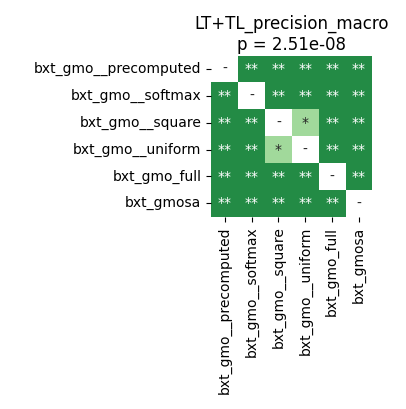 LT+TL_precision_macro
p = 2.51e-08
bxt_gmo__precomputed - ** ** ** ** **
bxt_gmo__softmax ** - ** ** ** **
bxt_gmo__square ** ** - * ** **
bxt_gmo__uniform ** ** * - ** **
bxt_gmo_full ** ** ** ** - **
bxt_gmosa ** ** ** ** ** -
bxt_gmo__precomputed
bxt_gmo__softmax
bxt_gmo__square
bxt_gmo__uniform
bxt_gmo_full
bxt_gmosa